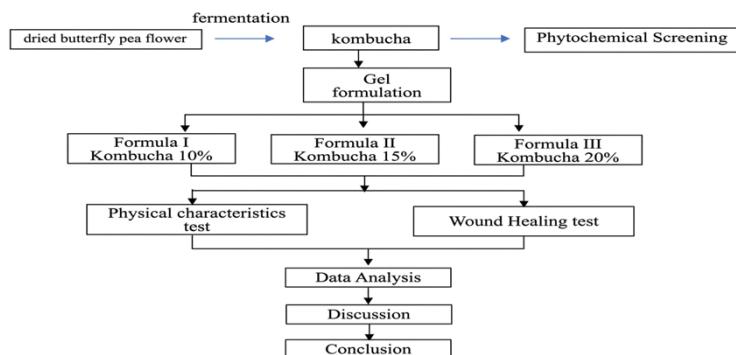 fermentation
dried butterfly pea flower
kombucha
Phytochemical Screening
Gel
formulation
Formula I
Kombucha 10%
Formula II
Kombucha 15%
Formula III
Kombucha 20%
Physical characteristics
test
Wound Healing test
Data Analysis
Discussion
Conclusion